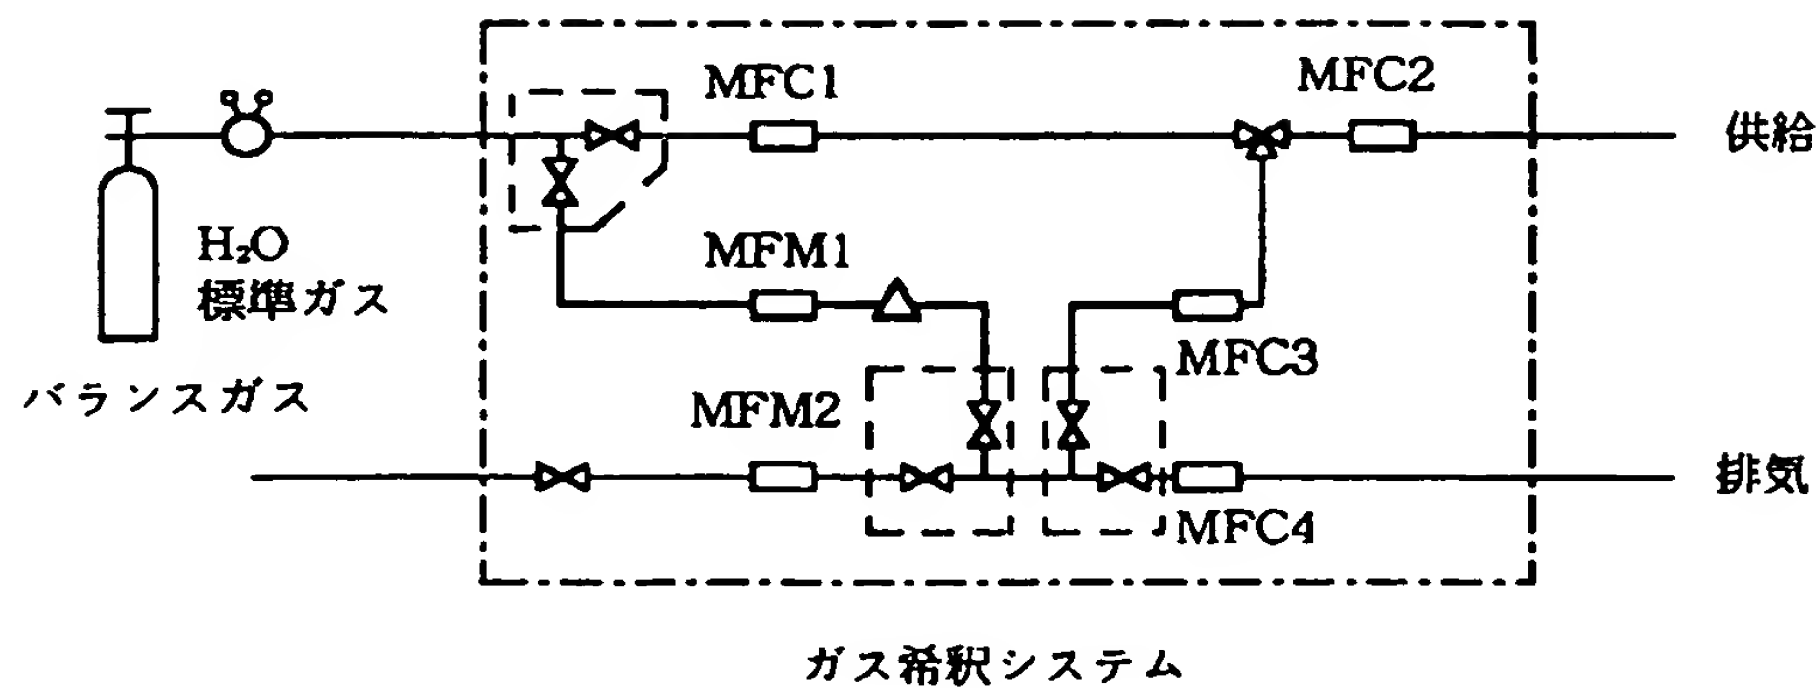 MFC1
MFC2
供給
H₂O
標準ガス
MFM1
MFC3
バランスガス
MFM2
排気
MFC4
ガス希釈システム